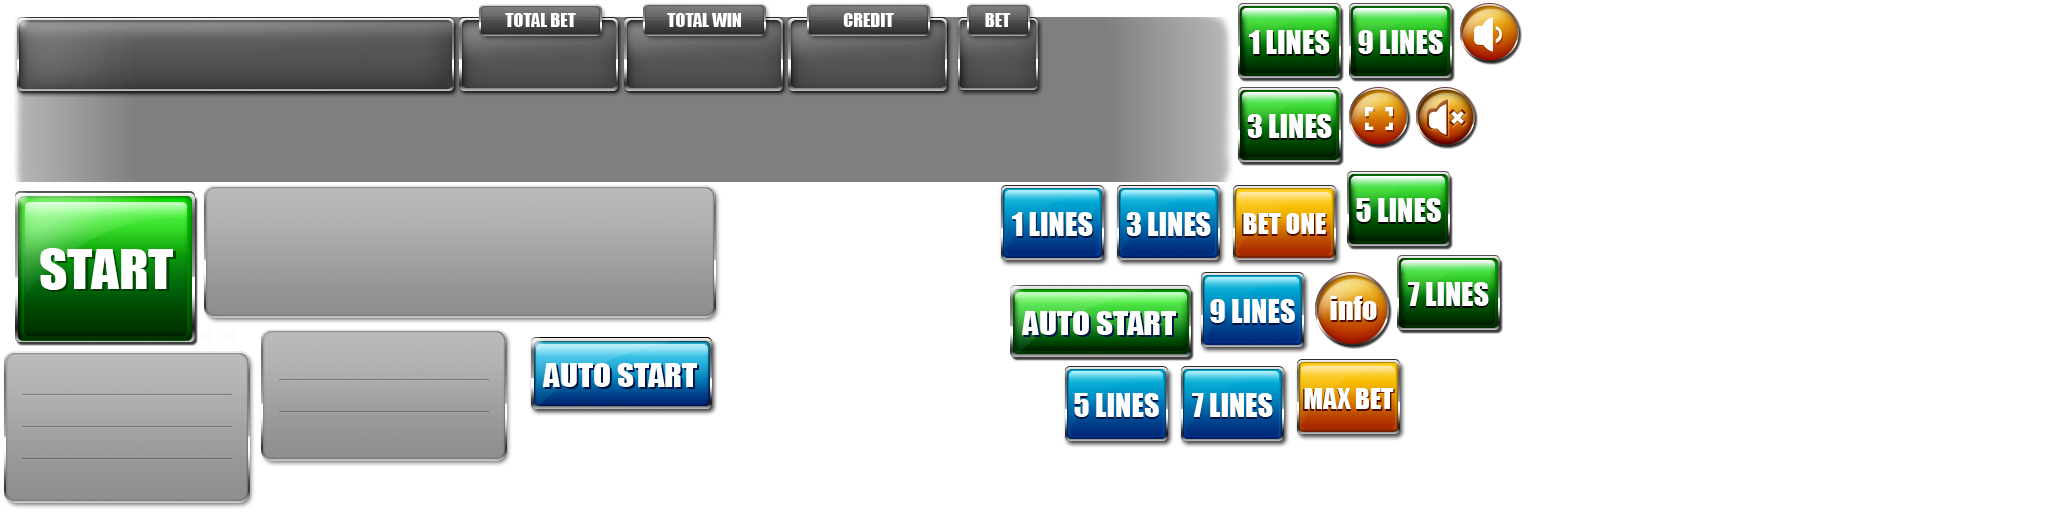 TOTAL BET
TOTAL WIN
CREDIT
BET
1 LINES
9 LINES
3 LINES
START
1 LINES
3 LINES
BET ONE
5 LINES
AUTO START
9 LINES
info
7 LINES
AUTO START
5 LINES
7 LINES
MAX BET